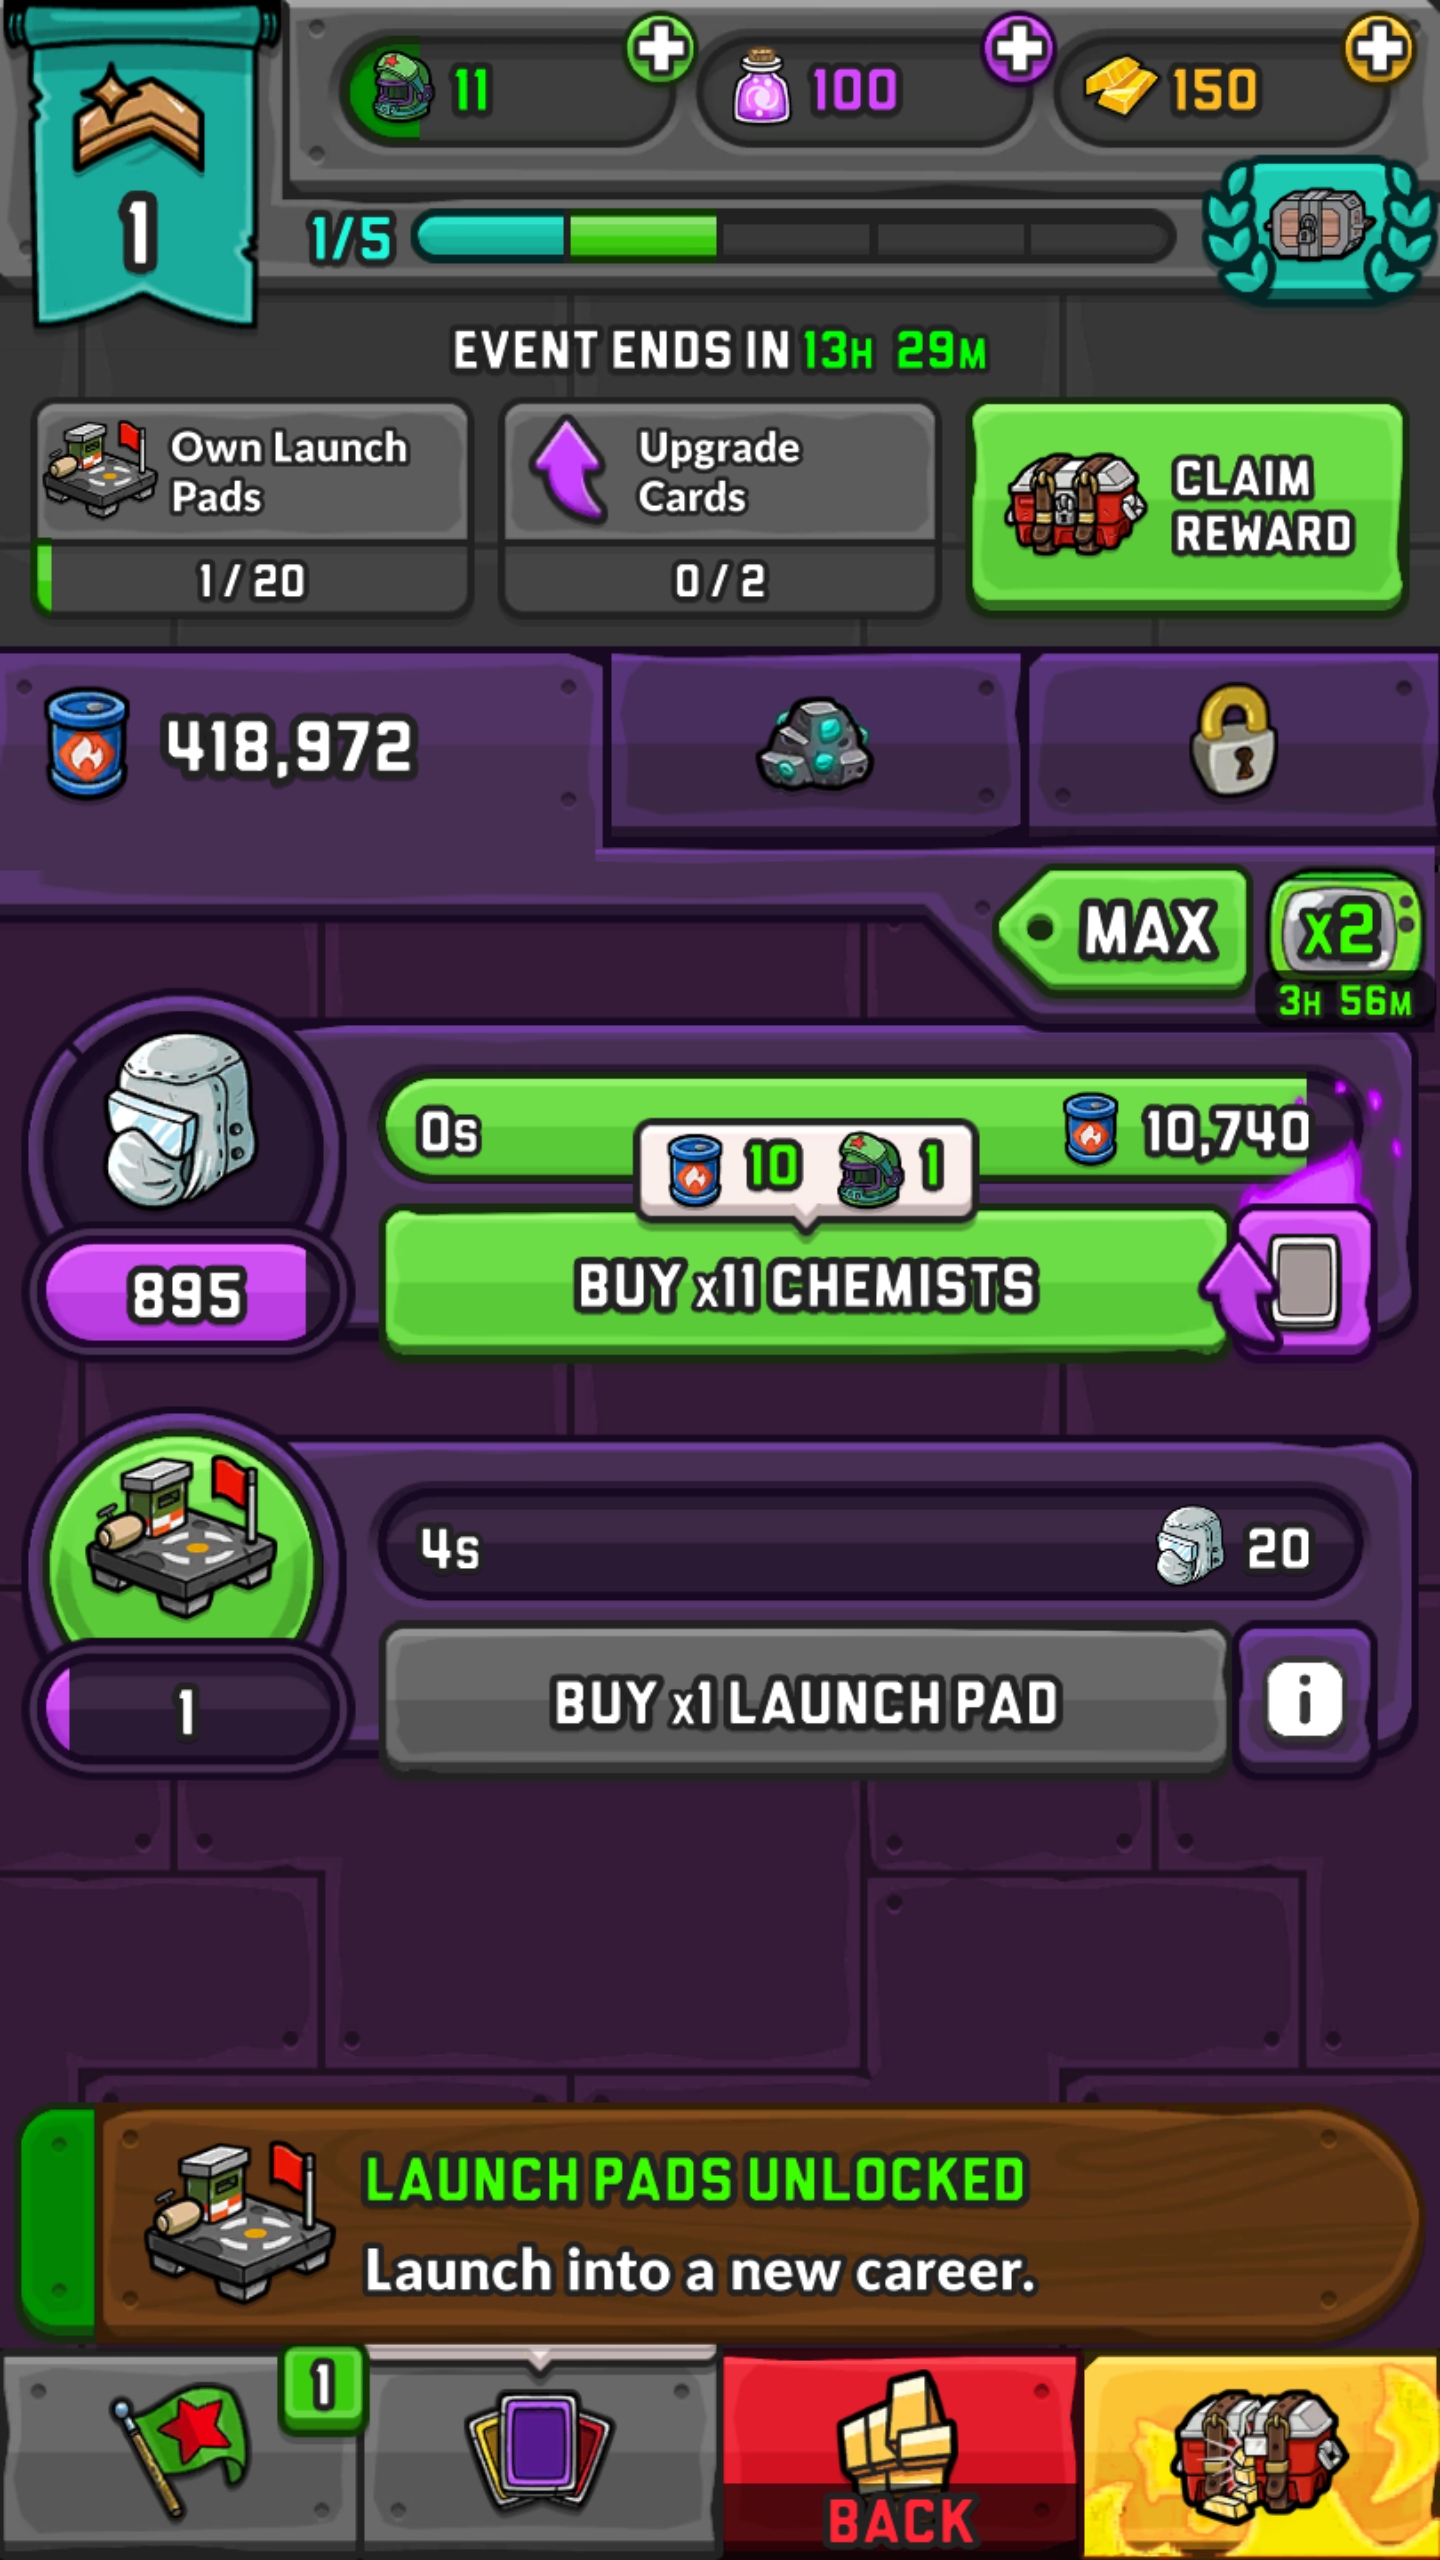 11
100
150
1
1/5
EVENT ENDS IN 13H 29M
Own Launch
Pads
1/20
Upgrade
Cards
0/2
CLAIM
REWARD
418,972
MAX
x2
3H 56M
0s
10,740
10
1
895
BUY x11 CHEMISTS
4s
20
1
BUY x1 LAUNCH PAD
i
LAUNCH PADS UNLOCKED
Launch into a new career.
1
BACK